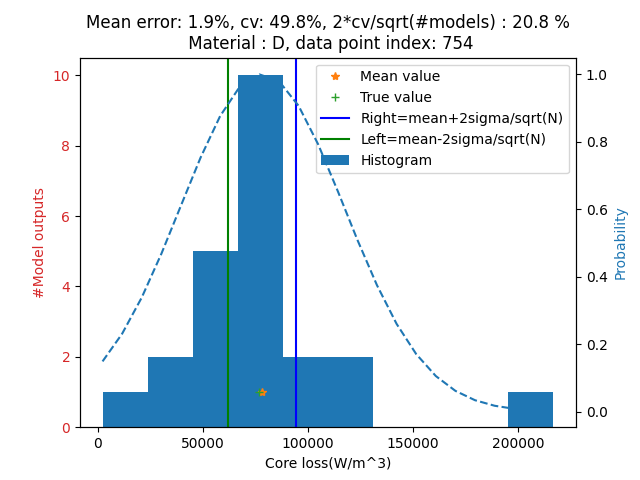 Mean error: 1.9%, cv: 49.8%, 2*cv/sqrt(#models) : 20.8 %
Material : D, data point index: 754
Mean value
True value
Right=mean+2sigma/sqrt(N)
Left=mean-2sigma/sqrt(N)
Histogram
#Model outputs
10
8
6
4
2
0
Probability
1.0
0.8
0.6
0.4
0.2
0.0
0
50000
100000
150000
200000
Core loss(W/m^3)